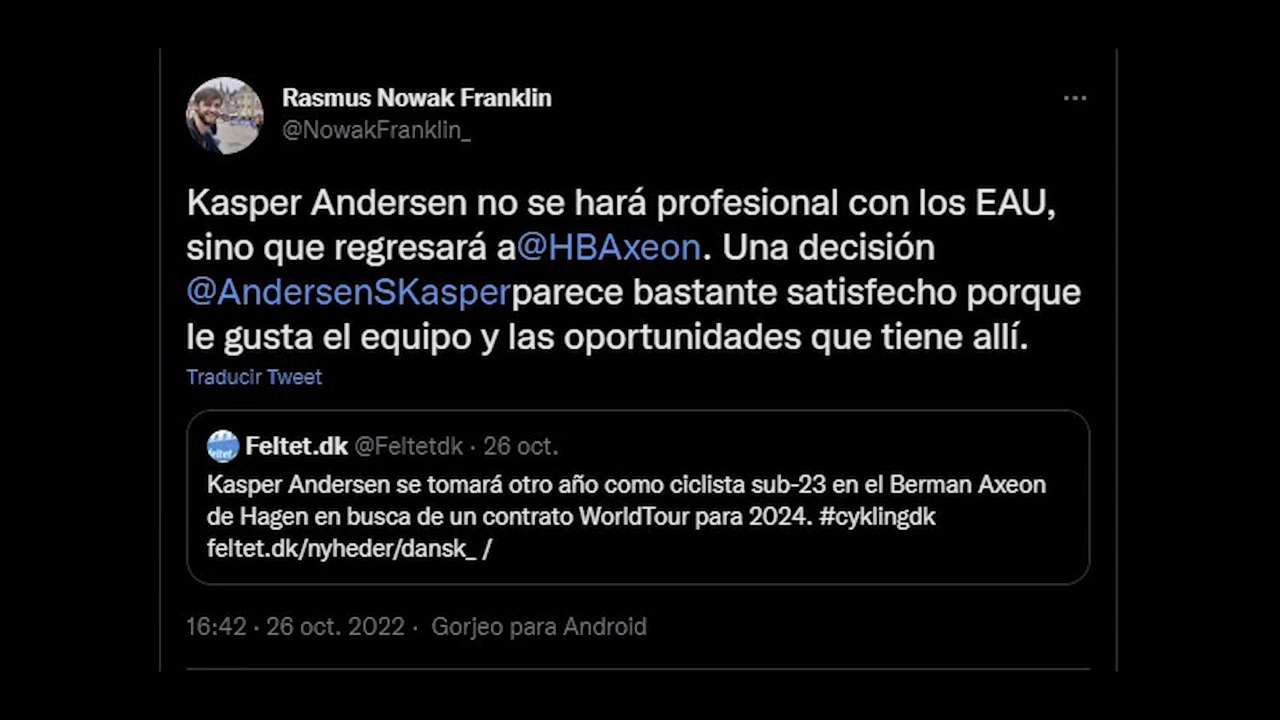 Rasmus Nowak Franklin
@NowakFranklin_
Kasper Andersen no se hará profesional con los EAU,
sino que regresará a@HBAxeon. Una decisión
@AndersenSKasperparece bastante satisfecho porque
le gusta el equipo y las oportunidades que tiene allí.
Traducir Tweet
Feltet.dk @Feltetdk · 26 oct.
Kasper Andersen se tomará otro año como ciclista sub-23 en el Berman Axeon
de Hagen en busca de un contrato WorldTour para 2024. #cyklingdk
feltet.dk/nyheder/dansk_ /
16:42 · 26 oct. 2022 · Gorjeo para Android